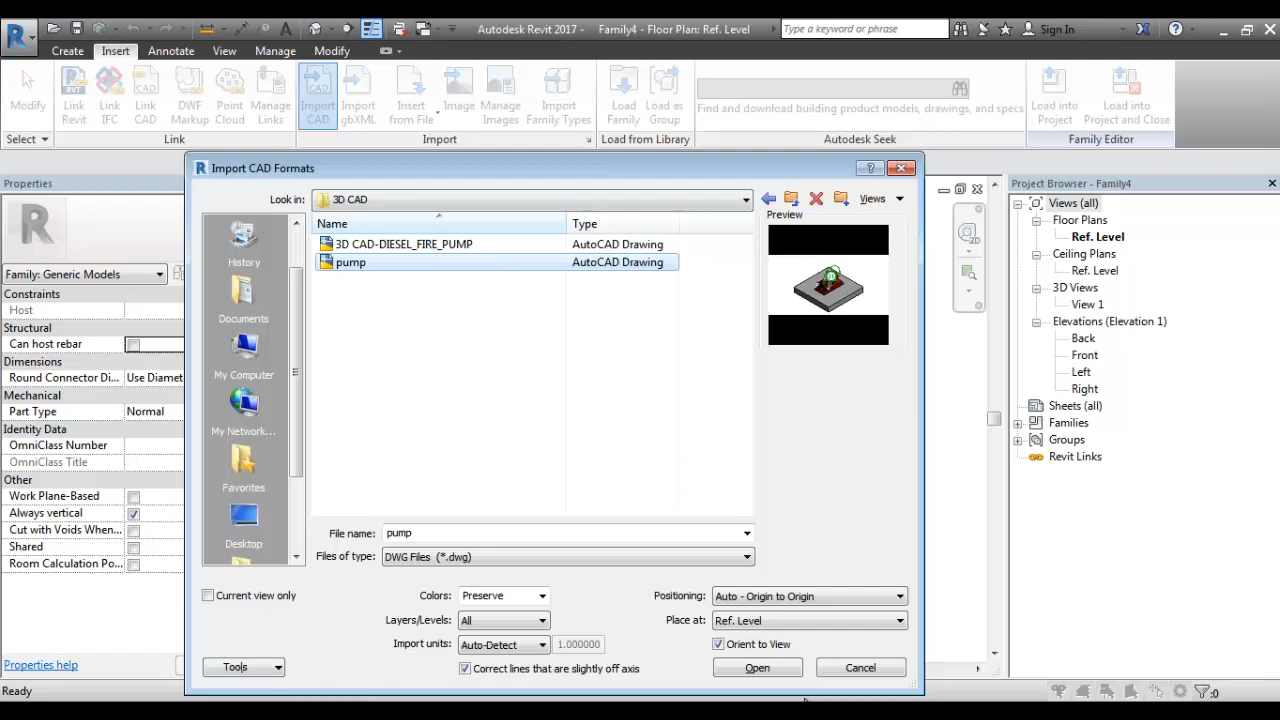 Autodesk Revit 2017 - Family4 - Floor Plan: Ref. Level
Type a keyword or phrase
Sign In
Create Insert Annotate View Manage Modify
Modify
Link Revit
Link IFC
Link CAD
DWF Markup
Point Cloud
Manage Links
Import CAD
Import gbXML
Insert from File
Image
Manage Images
Import Family Types
Load Family
Load as Group
Find and download building product models, drawings, and specs
Load into Project
Load into Project and Close
Select Link Import Load from Library Autodesk Seek Family Editor
Properties
Family: Generic Models
Constraints
Host
Structural
Can host rebar
Dimensions
Round Connector Di... Use Diamet
Mechanical
Part Type Normal
Identity Data
OmniClass Number
OmniClass Title
Other
Work Plane-Based
Always vertical
Cut with Voids When...
Shared
Room Calculation Po...
Properties help
Ready
Import CAD Formats
Look in: 3D CAD
Views
Preview
Name Type
3D CAD-DIESEL_FIRE_PUMP AutoCAD Drawing
pump AutoCAD Drawing
History
Documents
My Computer
My Network...
Favorites
Desktop
File name: pump
Files of type: DWG Files (*.dwg)
Current view only
Colors: Preserve
Positioning: Auto - Origin to Origin
Layers/Levels: All
Place at: Ref. Level
Import units: Auto-Detect 1.000000
Orient to View
Correct lines that are slightly off axis
Tools
Open
Cancel
2D
Project Browser - Family4
Views (all)
Floor Plans
Ref. Level
Ceiling Plans
Ref. Level
3D Views
View 1
Elevations (Elevation 1)
Back
Front
Left
Right
Sheets (all)
Families
Groups
Revit Links
:0